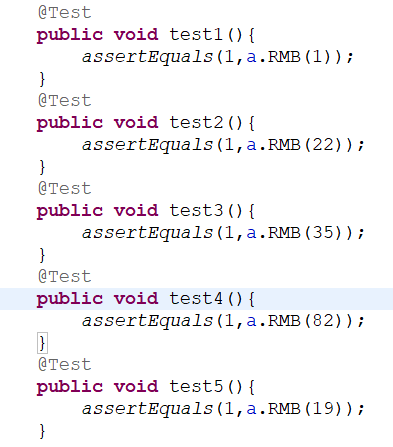 @Test
public void test1(){
assertEquals(1,a.RMB(1));
}
@Test
public void test2(){
assertEquals(1,a.RMB(22));
}
@Test
public void test3(){
assertEquals(1,a.RMB(35));
}
@Test
public void test4(){
assertEquals(1,a.RMB(82));
}
@Test
public void test5(){
assertEquals(1,a.RMB(19));
}